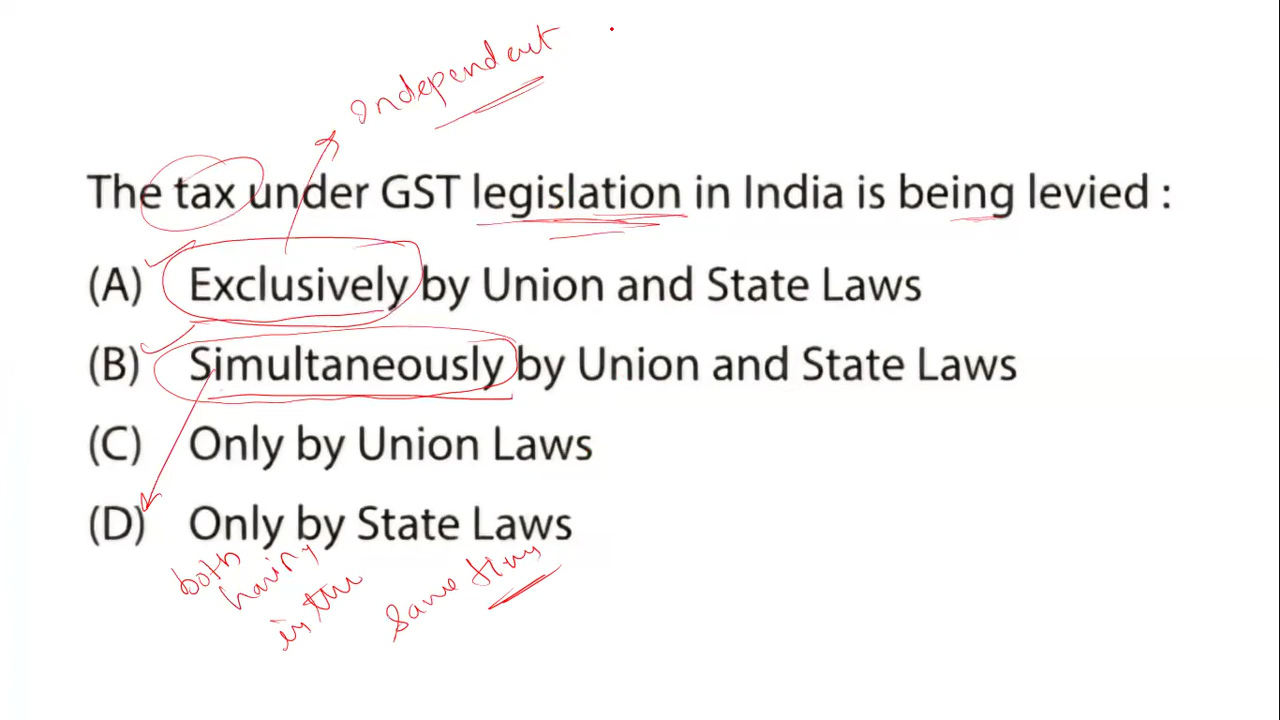 Independent
The tax under GST legislation in India is being levied :
(A) Exclusively by Union and State Laws
(B) Simultaneously by Union and State Laws
(C) Only by Union Laws
(D) Only by State Laws
both
having
in the
same time